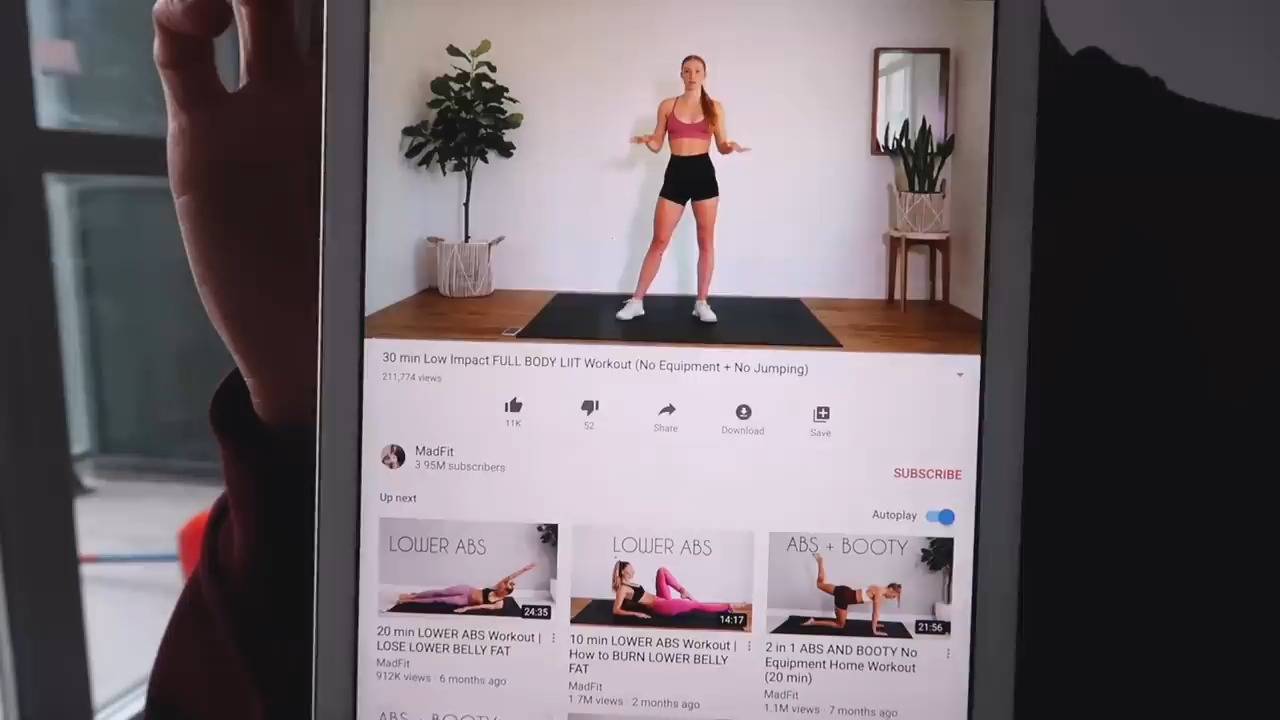 30 min Low Impact FULL BODY LIIT Workout (No Equipment + No Jumping)
211,774 views
11K
52
Share
Download
Save
MadFit
3.95M subscribers
SUBSCRIBE
Up next
Autoplay
LOWER ABS
24:35
20 min LOWER ABS Workout |
LOSE LOWER BELLY FAT
MadFit
912K views · 6 months ago
LOWER ABS
14:17
10 min LOWER ABS Workout |
How to BURN LOWER BELLY
FAT
MadFit
1.7M views · 2 months ago
ABS + BOOTY
21:56
2 in 1 ABS AND BOOTY No
Equipment Home Workout
(20 min)
MadFit
1.1M views · 7 months ago
ABS + BOOTY